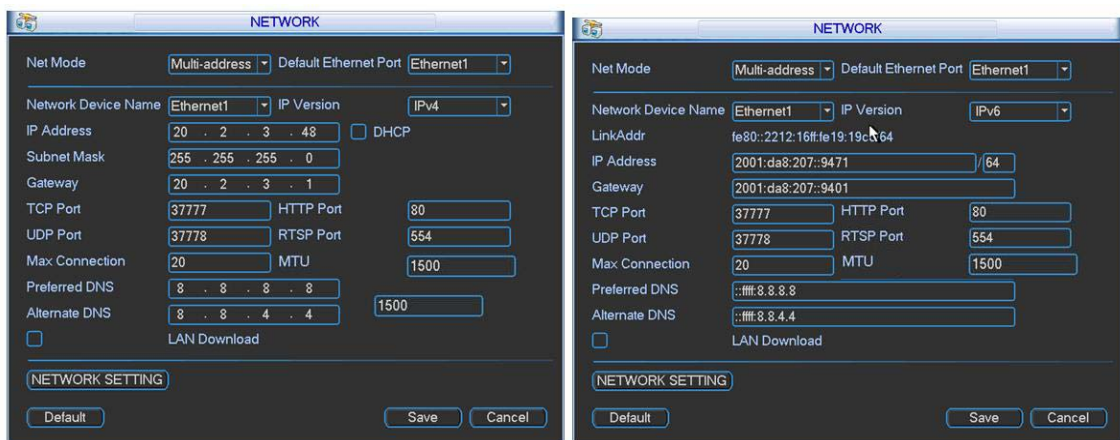 NETWORK
Net Mode Multi-address Default Ethernet Port Ethernet1
Network Device Name Ethernet1 IP Version IPv4
IP Address 20 . 2 . 3 . 48 DHCP
Subnet Mask 255 . 255 . 255 . 0
Gateway 20 . 2 . 3 . 1
TCP Port 37777 HTTP Port 80
UDP Port 37778 RTSP Port 554
Max Connection 20 MTU 1500
Preferred DNS 8 . 8 . 8 . 8
1500
Alternate DNS 8 . 8 . 4 . 4
LAN Download
NETWORK SETTING
Default Save Cancel
NETWORK
Net Mode Multi-address Default Ethernet Port Ethernet1
Network Device Name Ethernet1 IP Version IPv6
LinkAddr
IP Address 2001:da8:207::9471 / 64
Gateway 2001:da8:207::9401
TCP Port 37777 HTTP Port 80
UDP Port 37778 RTSP Port 554
Max Connection 20 MTU 1500
Preferred DNS ::ffff:8.8.8.8
Alternate DNS ::ffff:8.8.4.4
LAN Download
NETWORK SETTING
Default Save Cancel